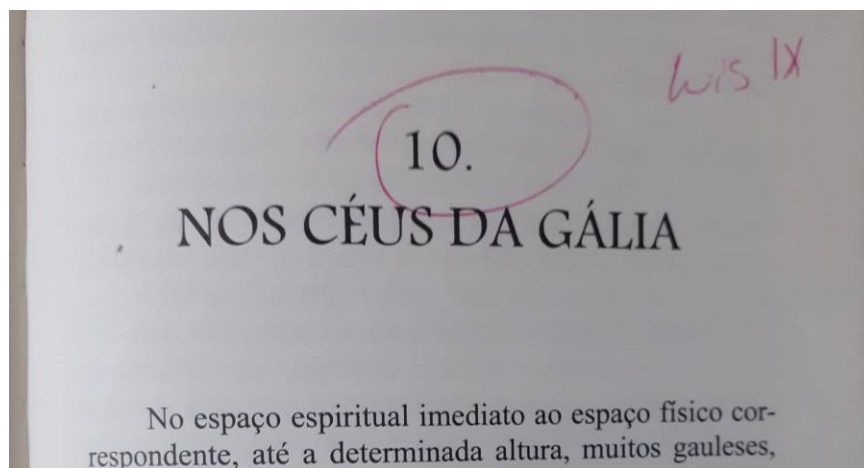 Luis IX
10.
NOS CÉUS DA GÁLIA
No espaço espiritual imediato ao espaço físico cor-
respondente, até a determinada altura, muitos gauleses,